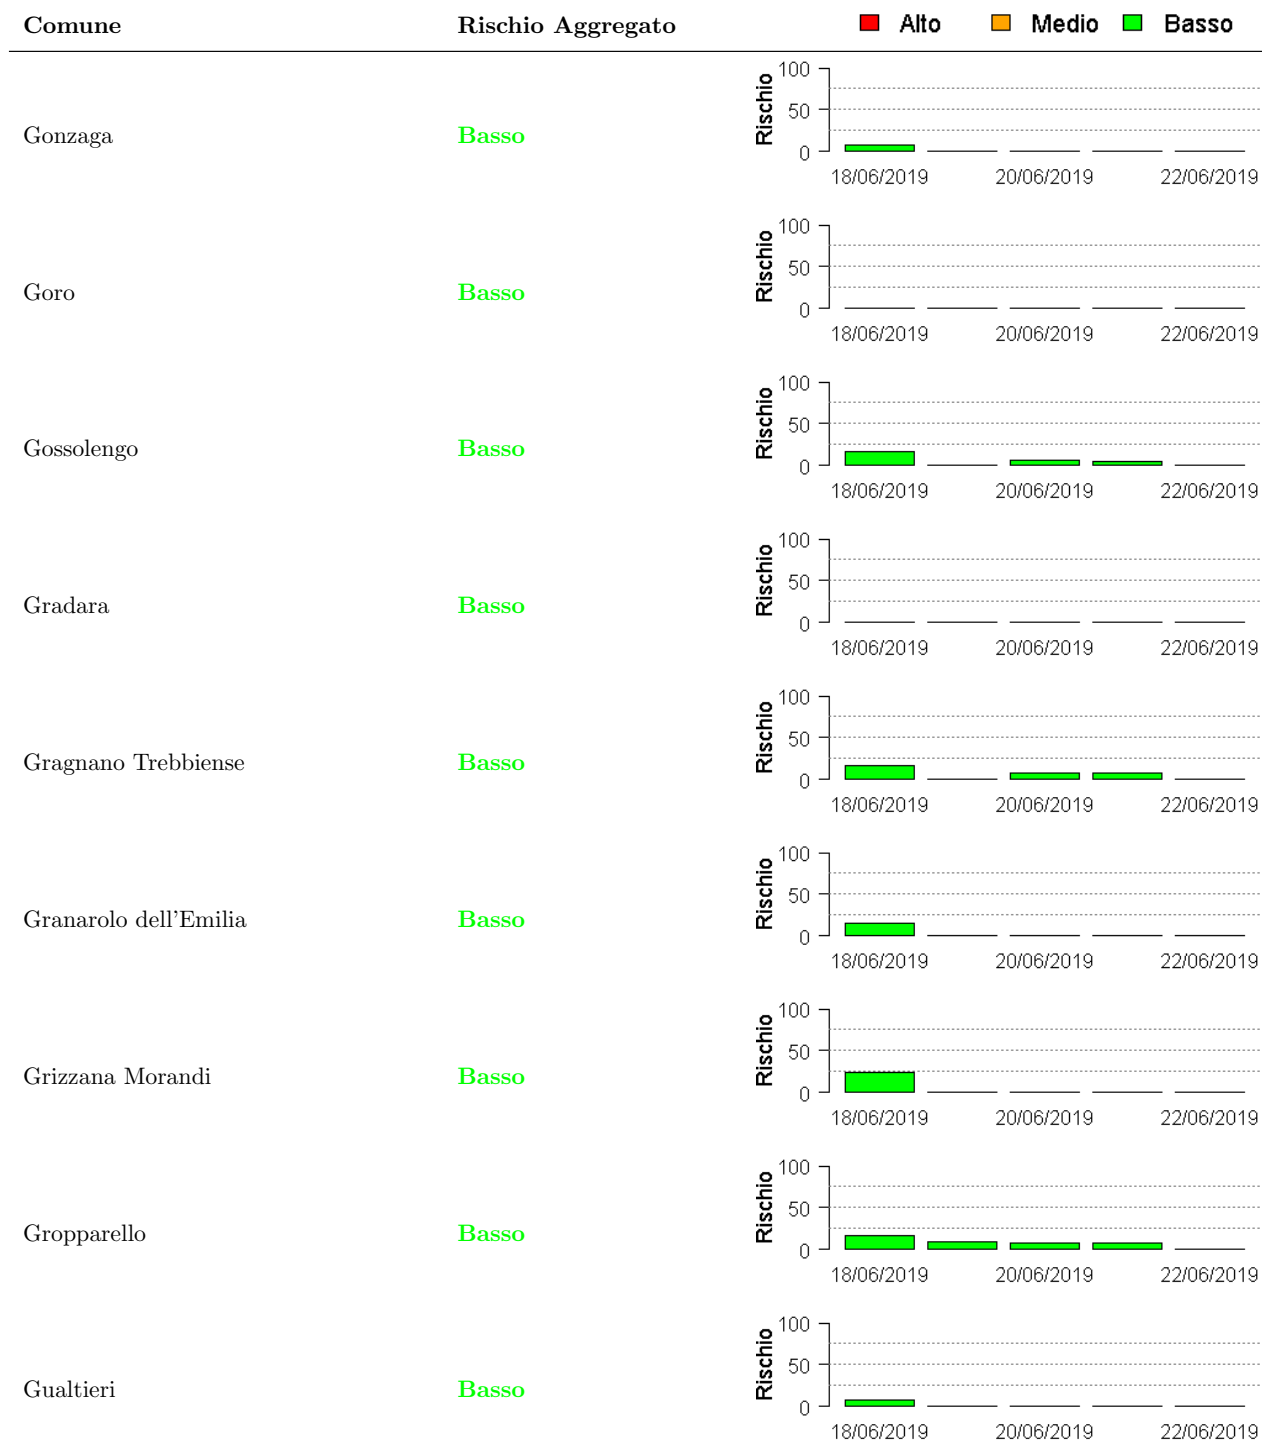 Comune Rischio Aggregato Alto Medio Basso
100
Rischio
50
Gonzaga Basso
0
18/06/2019 20/06/2019 22/06/2019
100
Rischio
50
Goro Basso
0
18/06/2019 20/06/2019 22/06/2019
100
Rischio
50
Gossolengo Basso
0
18/06/2019 20/06/2019 22/06/2019
100
Rischio
50
Gradara Basso
0
18/06/2019 20/06/2019 22/06/2019
100
Rischio
50
Gragnano Trebbiense Basso
0
18/06/2019 20/06/2019 22/06/2019
100
Rischio
50
Granarolo dell'Emilia Basso
0
18/06/2019 20/06/2019 22/06/2019
100
Rischio
50
Grizzana Morandi Basso
0
18/06/2019 20/06/2019 22/06/2019
100
Rischio
50
Gropparello Basso
0
18/06/2019 20/06/2019 22/06/2019
100
Rischio
50
Gualtieri Basso
0
18/06/2019 20/06/2019 22/06/2019